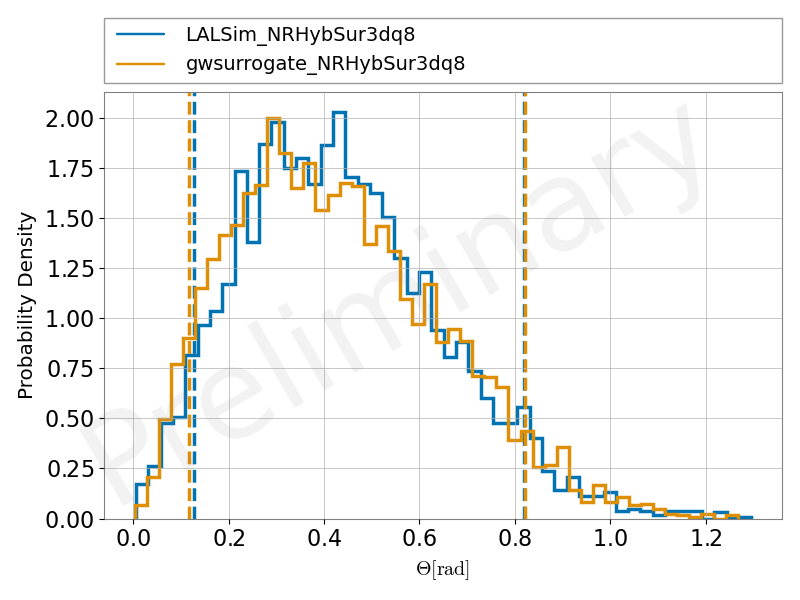 LALSim_NRHybSur3dq8
gwsurrogate_NRHybSur3dq8
2.00
1.75
1.50
1.25
1.00
0.75
0.50
0.25
0.00
Probability Density
Preliminary
0.0 0.2 0.4 0.6 0.8 1.0 1.2
Θ[rad]